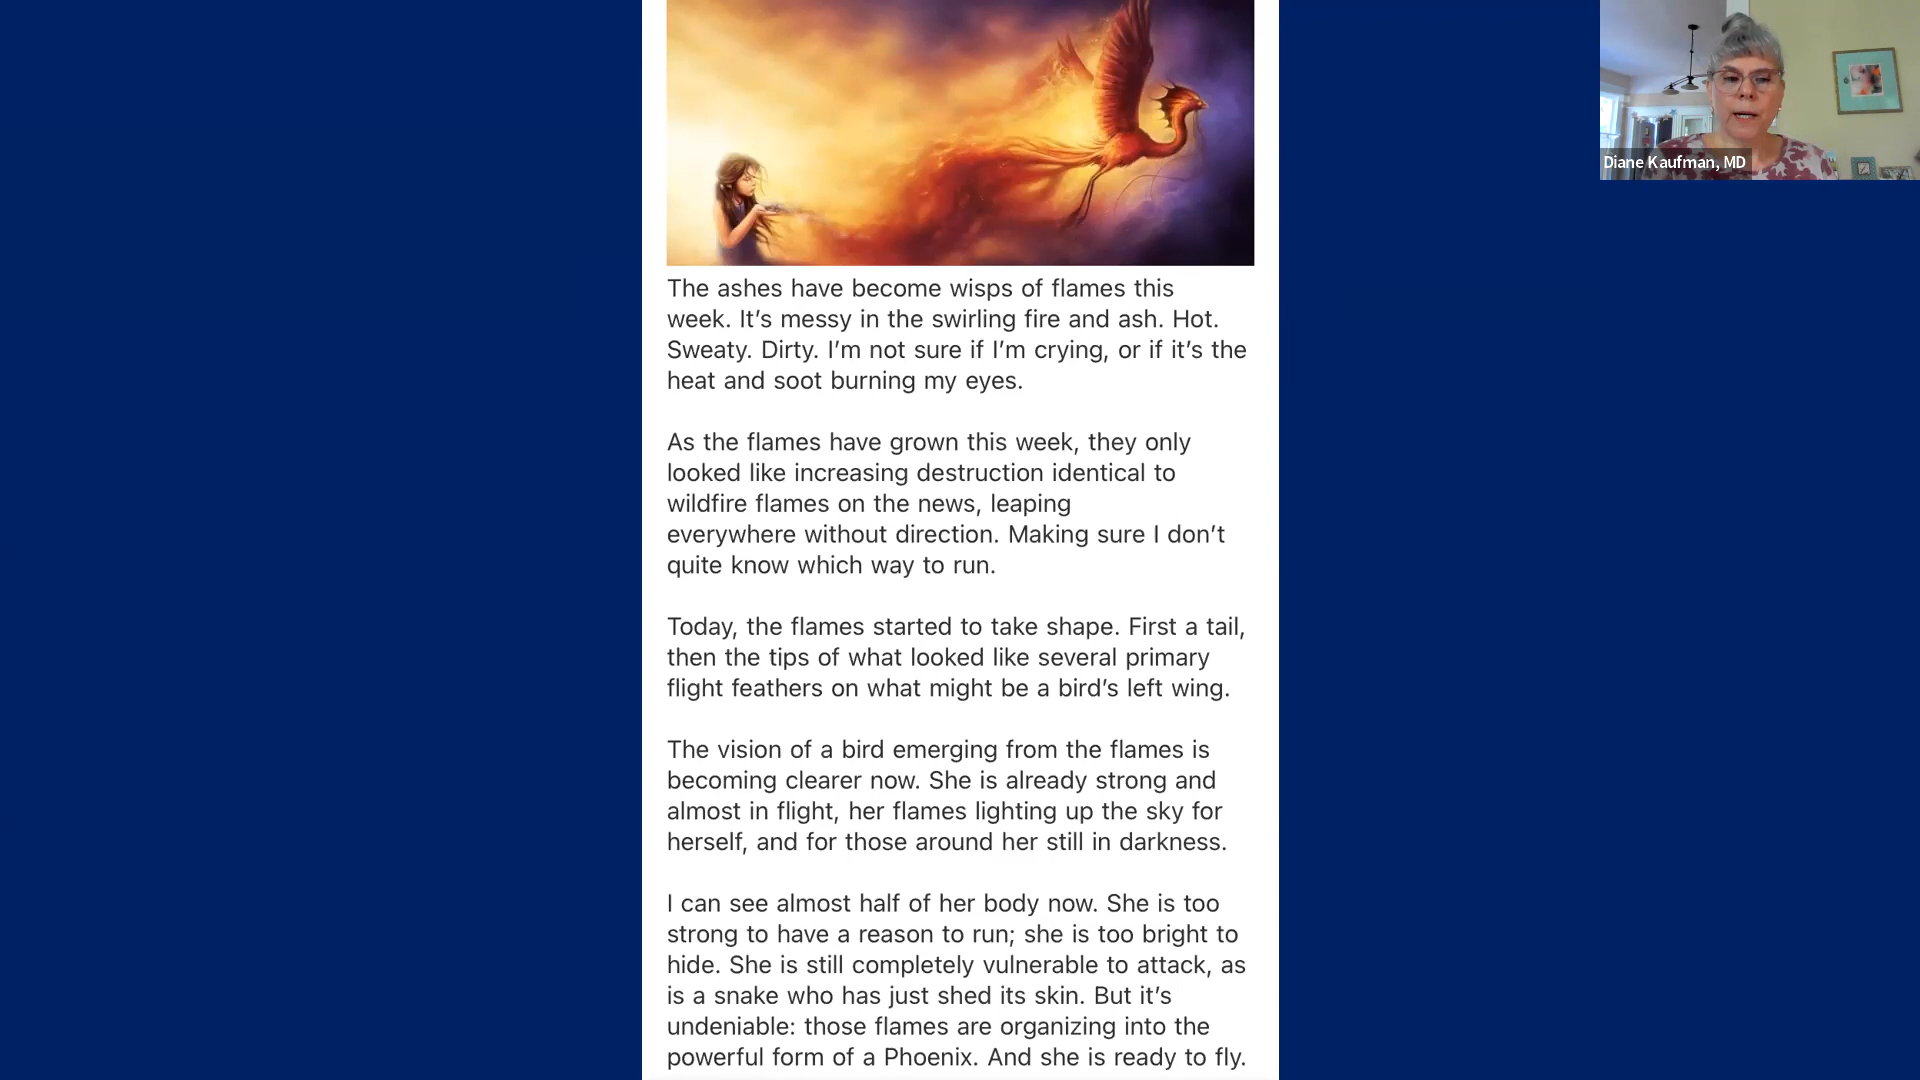 Diane Kaufman, MD
The ashes have become wisps of flames this
week. It’s messy in the swirling fire and ash. Hot.
Sweaty. Dirty. I’m not sure if I’m crying, or if it’s the
heat and soot burning my eyes.
As the flames have grown this week, they only
looked like increasing destruction identical to
wildfire flames on the news, leaping
everywhere without direction. Making sure I don’t
quite know which way to run.
Today, the flames started to take shape. First a tail,
then the tips of what looked like several primary
flight feathers on what might be a bird’s left wing.
The vision of a bird emerging from the flames is
becoming clearer now. She is already strong and
almost in flight, her flames lighting up the sky for
herself, and for those around her still in darkness.
I can see almost half of her body now. She is too
strong to have a reason to run; she is too bright to
hide. She is still completely vulnerable to attack, as
is a snake who has just shed its skin. But it’s
undeniable: those flames are organizing into the
powerful form of a Phoenix. And she is ready to fly.